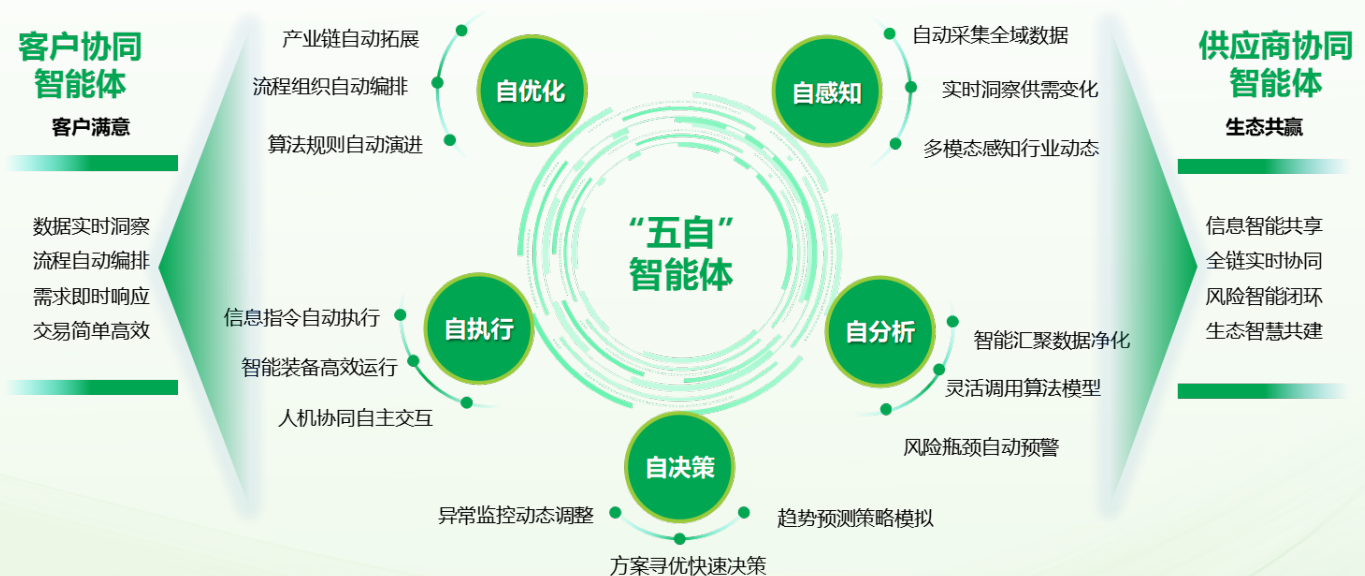 客户协同
智能体
客户满意
数据实时洞察
流程自动编排
需求即时响应
交易简单高效
产业链自动拓展
流程组织自动编排
算法规则自动演进
自优化
自感知
自动采集全域数据
实时洞察供需变化
多模态感知行业动态
“五自”
智能体
信息指令自动执行
智能装备高效运行
人机协同自主交互
自执行
自分析
智能汇聚数据净化
灵活调用算法模型
风险瓶颈自动预警
自决策
异常监控动态调整
方案寻优快速决策
趋势预测策略模拟
供应商协同
智能体
生态共赢
信息智能共享
全链实时协同
风险智能闭环
生态智慧共建